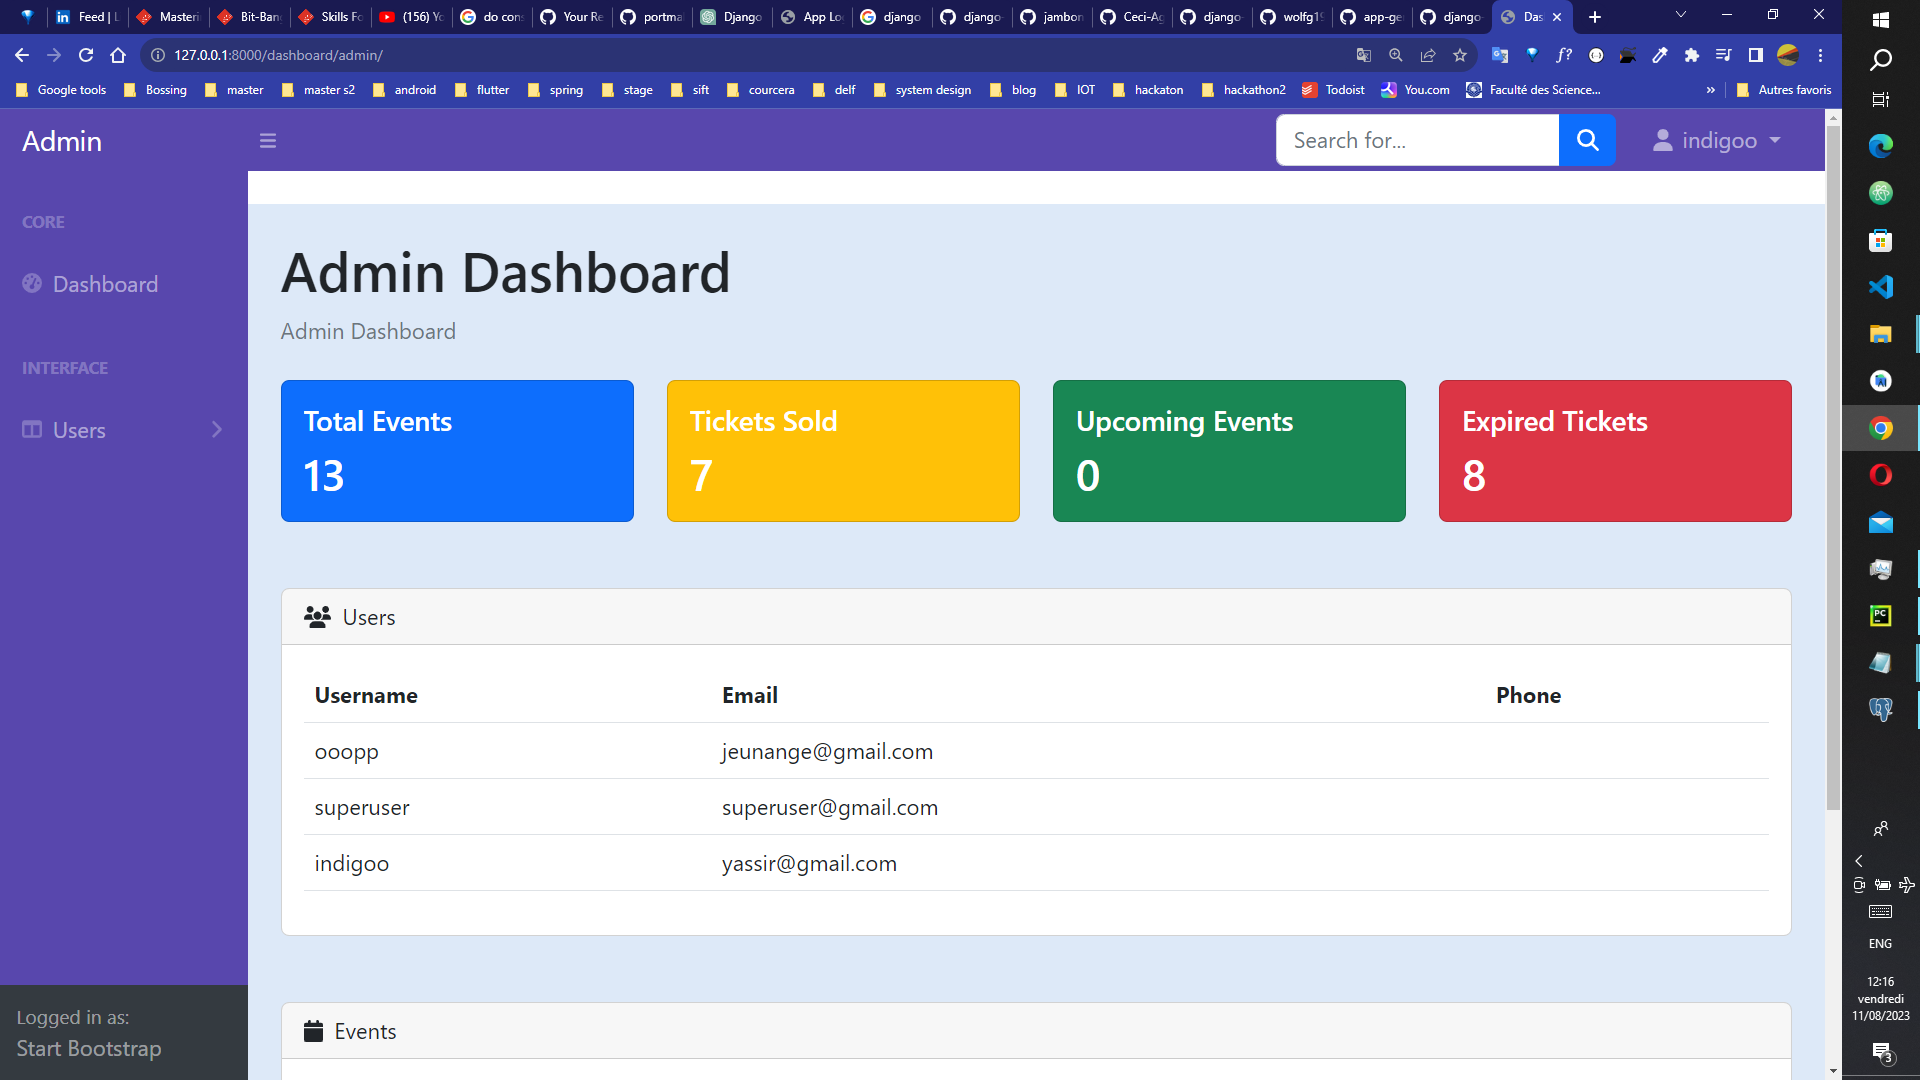 Feed | L
Masteri
Bit-Ban
Skills Fo
(156) Yo
do cons
Your Re
portma
Django
App Lo
django
django-
jambon
Ceci-Ag
django-
wolfg19
app-ge
django-
Das
127.0.0.1:8000/dashboard/admin/
Google tools
Bossing
master
master s2
android
flutter
spring
stage
sift
courcera
delf
system design
blog
IOT
hackaton
hackathon2
Todoist
You.com
Faculté des Science...
»
Autres favoris
Admin
Search for...
indigoo
CORE
Dashboard
INTERFACE
Users
Logged in as:
Start Bootstrap
Admin Dashboard
Admin Dashboard
Total Events
13
Tickets Sold
7
Upcoming Events
0
Expired Tickets
8
Users
Username Email Phone
ooopp jeunange@gmail.com
superuser superuser@gmail.com
indigoo yassir@gmail.com
Events
ENG
12:16
vendredi
11/08/2023
3